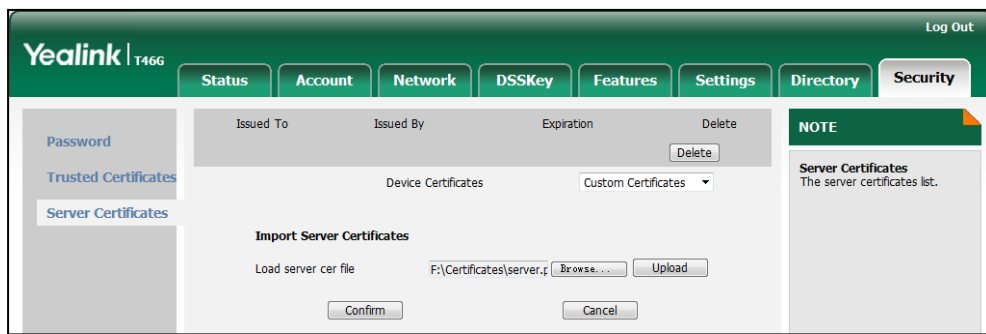 Log Out
Yealink T46G
Status Account Network DSSKey Features Settings Directory Security
Password
Trusted Certificates
Server Certificates
Issued To Issued By Expiration Delete
Delete
Device Certificates Custom Certificates
Import Server Certificates
Load server cer file F:\Certificates\server.p Browse... Upload
Confirm Cancel
NOTE
Server Certificates
The server certificates list.